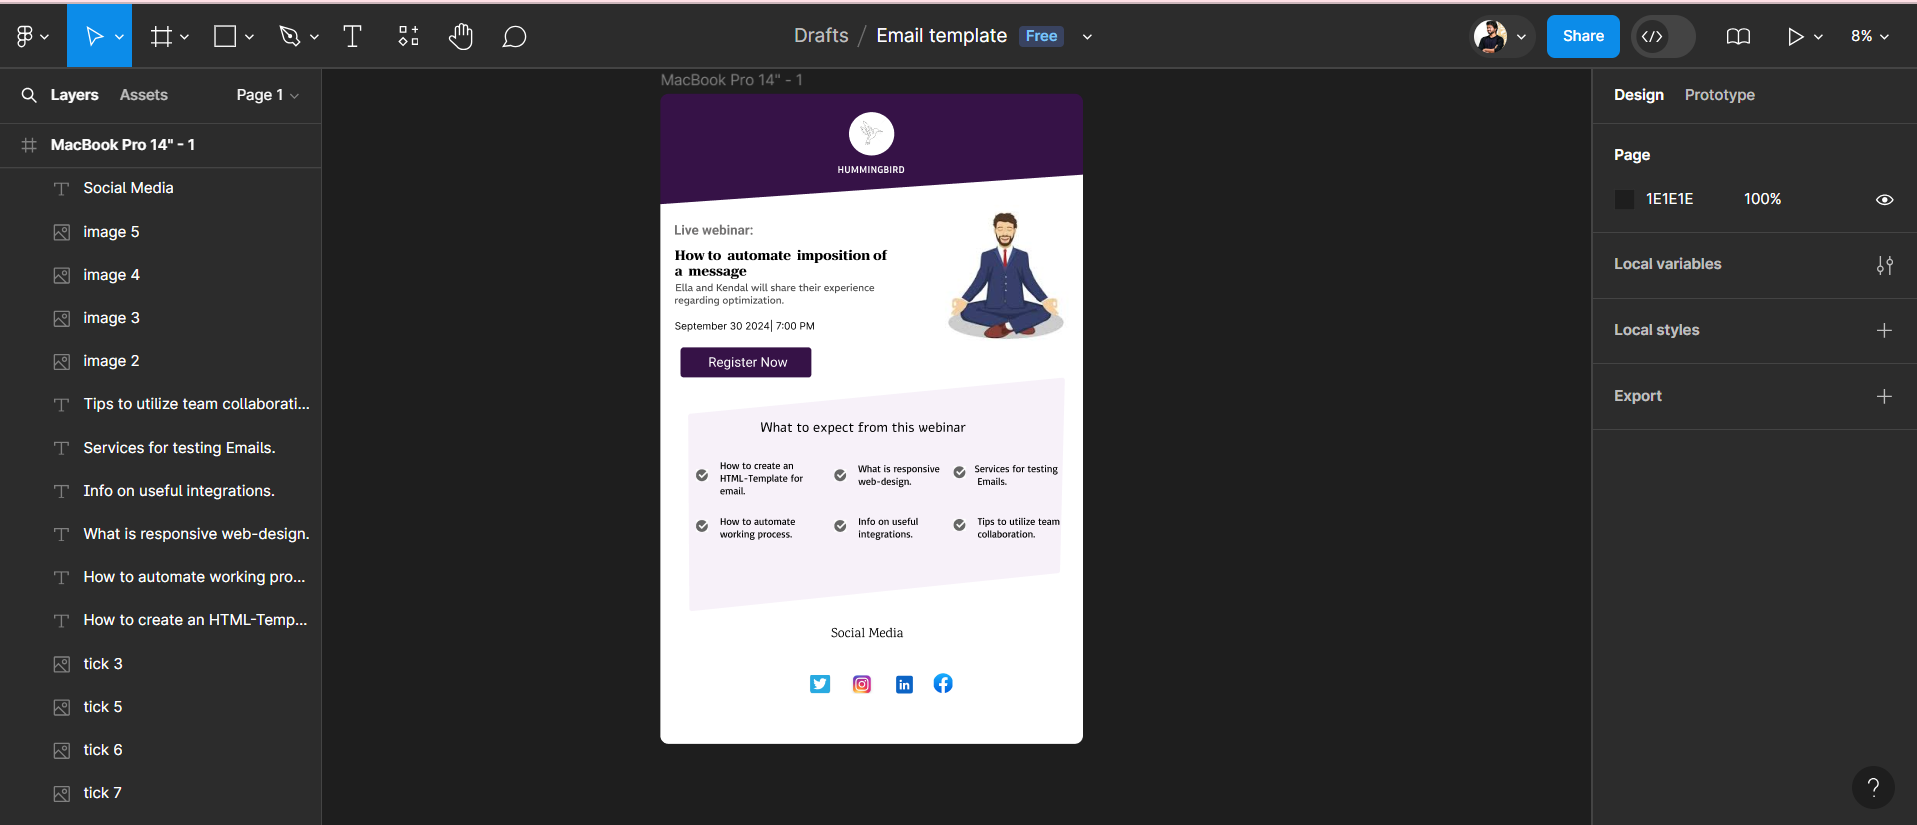 Drafts / Email template Free
Share
8%
Layers Assets Page 1
MacBook Pro 14" - 1
Social Media
image 5
image 4
image 3
image 2
Tips to utilize team collaborati...
Services for testing Emails.
Info on useful integrations.
What is responsive web-design.
How to automate working pro...
How to create an HTML-Temp...
tick 3
tick 5
tick 6
tick 7
MacBook Pro 14" - 1
HUMMINGBIRD
Live webinar:
How to automate imposition of
a message
Ella and Kendal will share their experience
regarding optimization.
September 30 2024| 7:00 PM
Register Now
What to expect from this webinar
How to create an
HTML-Template for
email.
What is responsive
web-design.
Services for testing
Emails.
How to automate
working process.
Info on useful
integrations.
Tips to utilize team
collaboration.
Social Media
in
Design Prototype
Page
1E1E1E 100%
Local variables
Local styles
Export
?